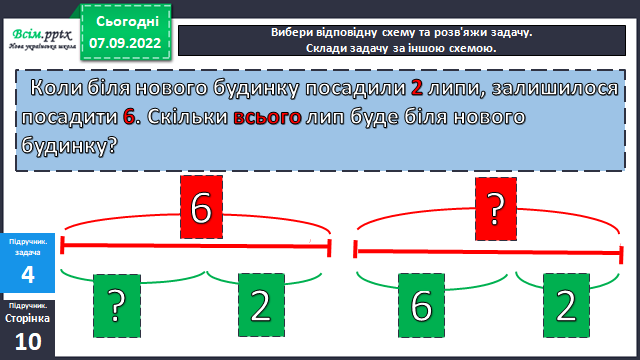 Всім.pptx
Нова українська школа
Сьогодні
07.09.2022
Вибери відповідну схему та розв'яжи задачу.
Склади задачу за іншою схемою.
Коли біля нового будинку посадили 2 липи, залишилося
посадити 6. Скільки всього лип буде біля нового
будинку?
6
?
? 2
6 2
Підручник.
задача
4
Підручник.
Сторінка
10